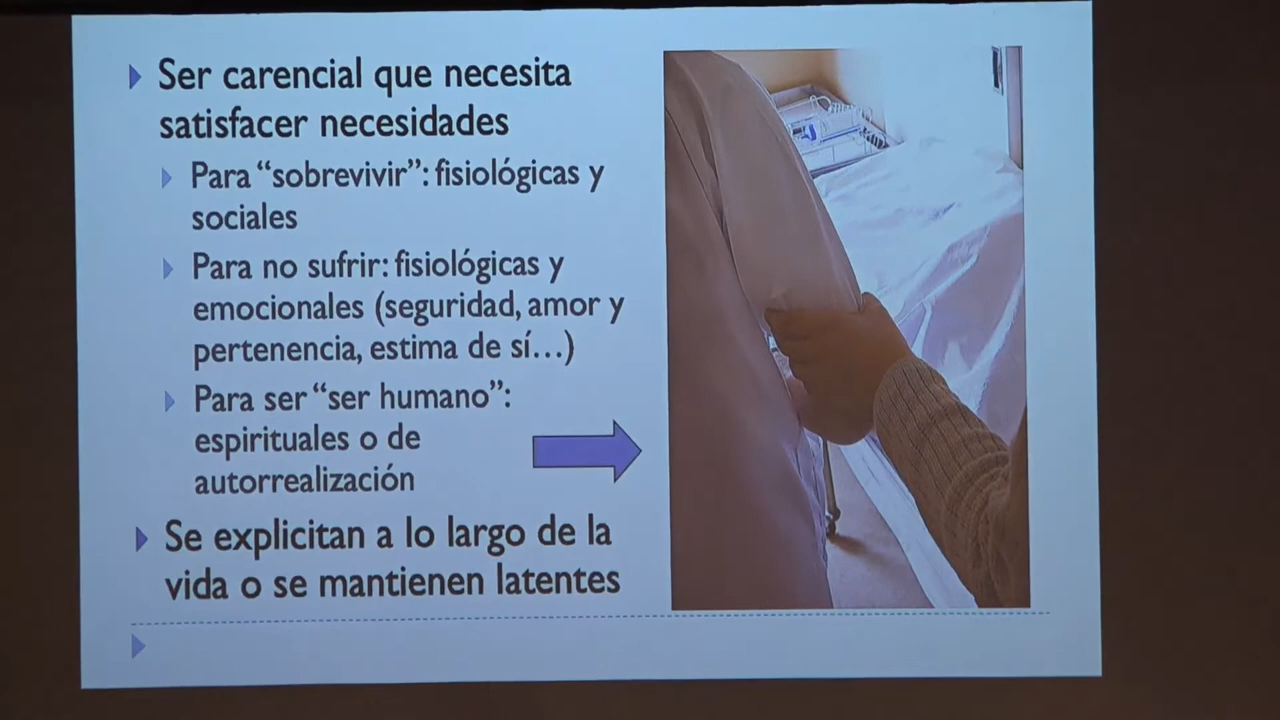 Ser carencial que necesita
satisfacer necesidades
Para “sobrevivir”: fisiológicas y
sociales
Para no sufrir: fisiológicas y
emocionales (seguridad, amor y
pertenencia, estima de sí…)
Para ser “ser humano”:
espirituales o de
autorrealización
Se explicitan a lo largo de la
vida o se mantienen latentes